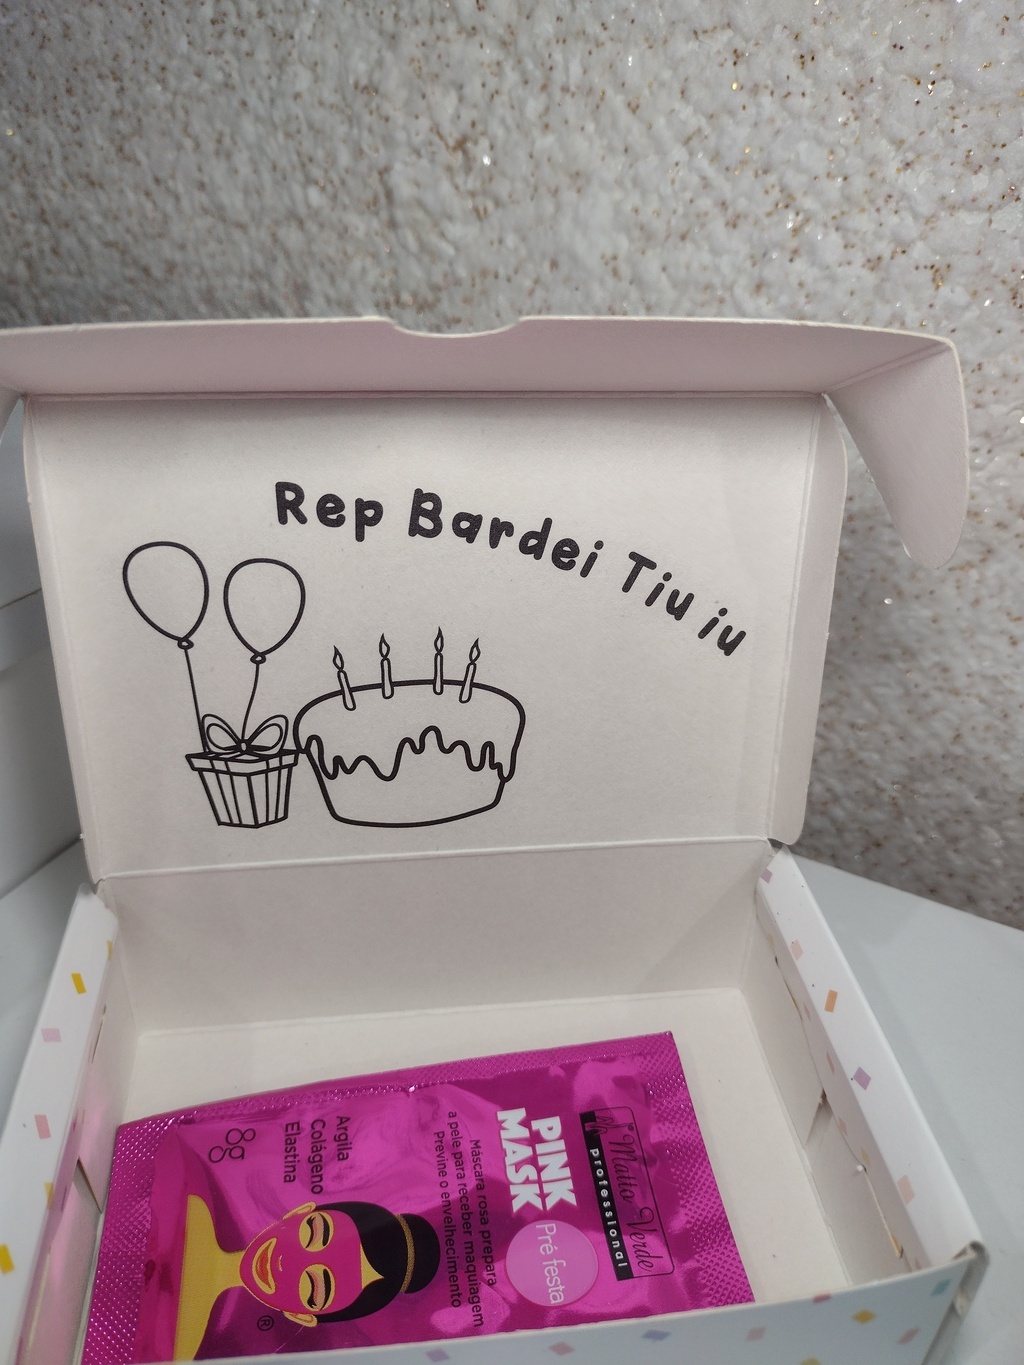 Rep Bardei Tiu iu
Matto Verde
professional
PINK
MASK
Pré festa
Máscara rosa prepara
a pele para receber maquiagem
Previne o envelhecimento
Argila
Colágeno
Elastina
8g
®